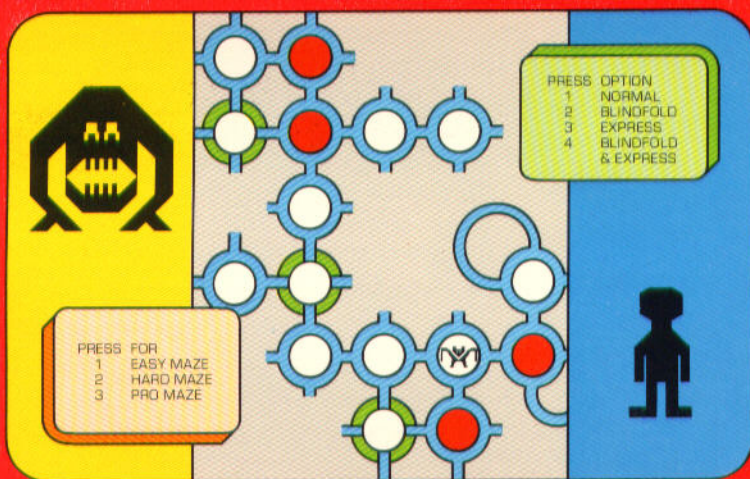 PRESS OPTION
1 NORMAL
2 BLINDFOLD
3 EXPRESS
4 BLINDFOLD
& EXPRESS
PRESS FOR
1 EASY MAZE
2 HARD MAZE
3 PRO MAZE